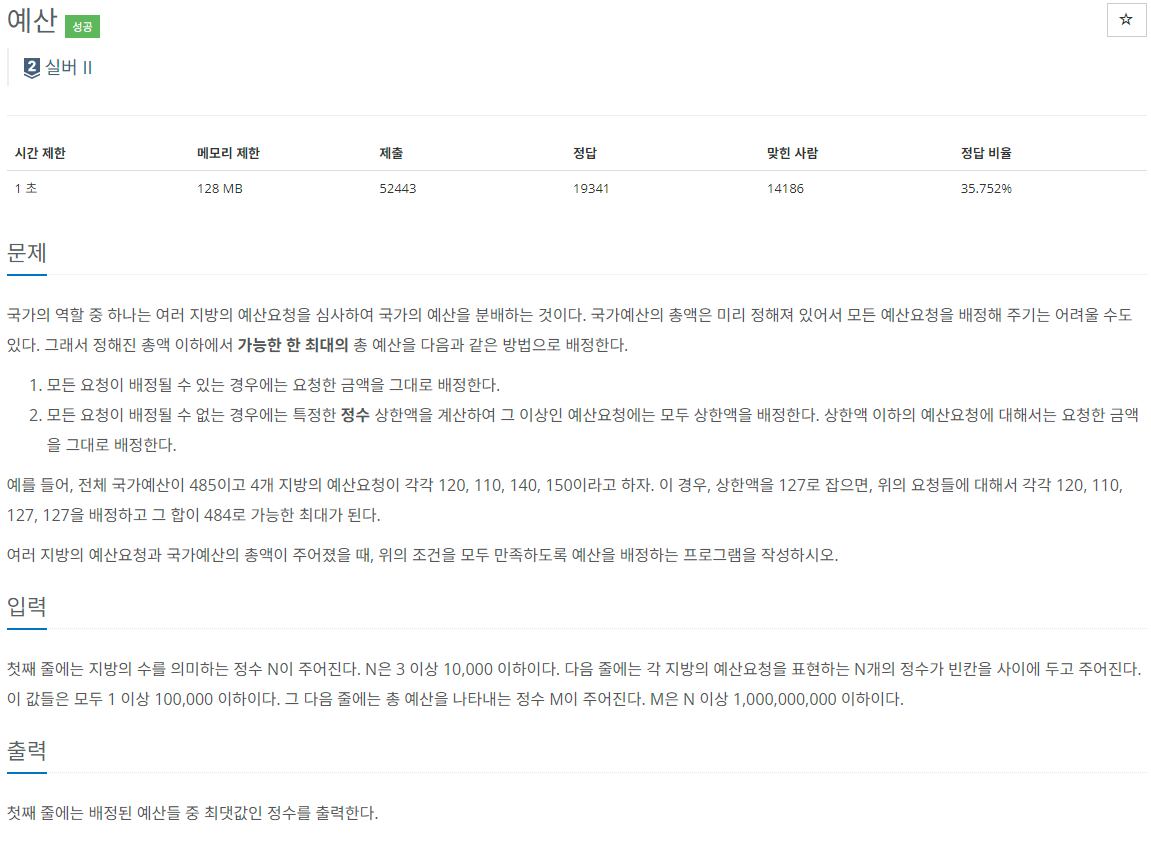 예산 성공
☆
2 실버 II
시간 제한 메모리 제한 제출 정답 맞힌 사람 정답 비율
1 초 128 MB 52443 19341 14186 35.752%
문제
국가의 역할 중 하나는 여러 지방의 예산요청을 심사하여 국가의 예산을 분배하는 것이다. 국가예산의 총액은 미리 정해져 있어서 모든 예산요청을 배정해 주기는 어려울 수도
있다. 그래서 정해진 총액 이하에서 가능한 한 최대의 총 예산을 다음과 같은 방법으로 배정한다.
1. 모든 요청이 배정될 수 있는 경우에는 요청한 금액을 그대로 배정한다.
2. 모든 요청이 배정될 수 없는 경우에는 특정한 정수 상한액을 계산하여 그 이상인 예산요청에는 모두 상한액을 배정한다. 상한액 이하의 예산요청에 대해서는 요청한 금액
을 그대로 배정한다.
예를 들어, 전체 국가예산이 485이고 4개 지방의 예산요청이 각각 120, 110, 140, 150이라고 하자. 이 경우, 상한액을 127로 잡으면, 위의 요청들에 대해서 각각 120, 110,
127, 127을 배정하고 그 합이 484로 가능한 최대가 된다.
여러 지방의 예산요청과 국가예산의 총액이 주어졌을 때, 위의 조건을 모두 만족하도록 예산을 배정하는 프로그램을 작성하시오.
입력
첫째 줄에는 지방의 수를 의미하는 정수 N이 주어진다. N은 3 이상 10,000 이하이다. 다음 줄에는 각 지방의 예산요청을 표현하는 N개의 정수가 빈칸을 사이에 두고 주어진다.
이 값들은 모두 1 이상 100,000 이하이다. 그 다음 줄에는 총 예산을 나타내는 정수 M이 주어진다. M은 N 이상 1,000,000,000 이하이다.
출력
첫째 줄에는 배정된 예산들 중 최댓값인 정수를 출력한다.